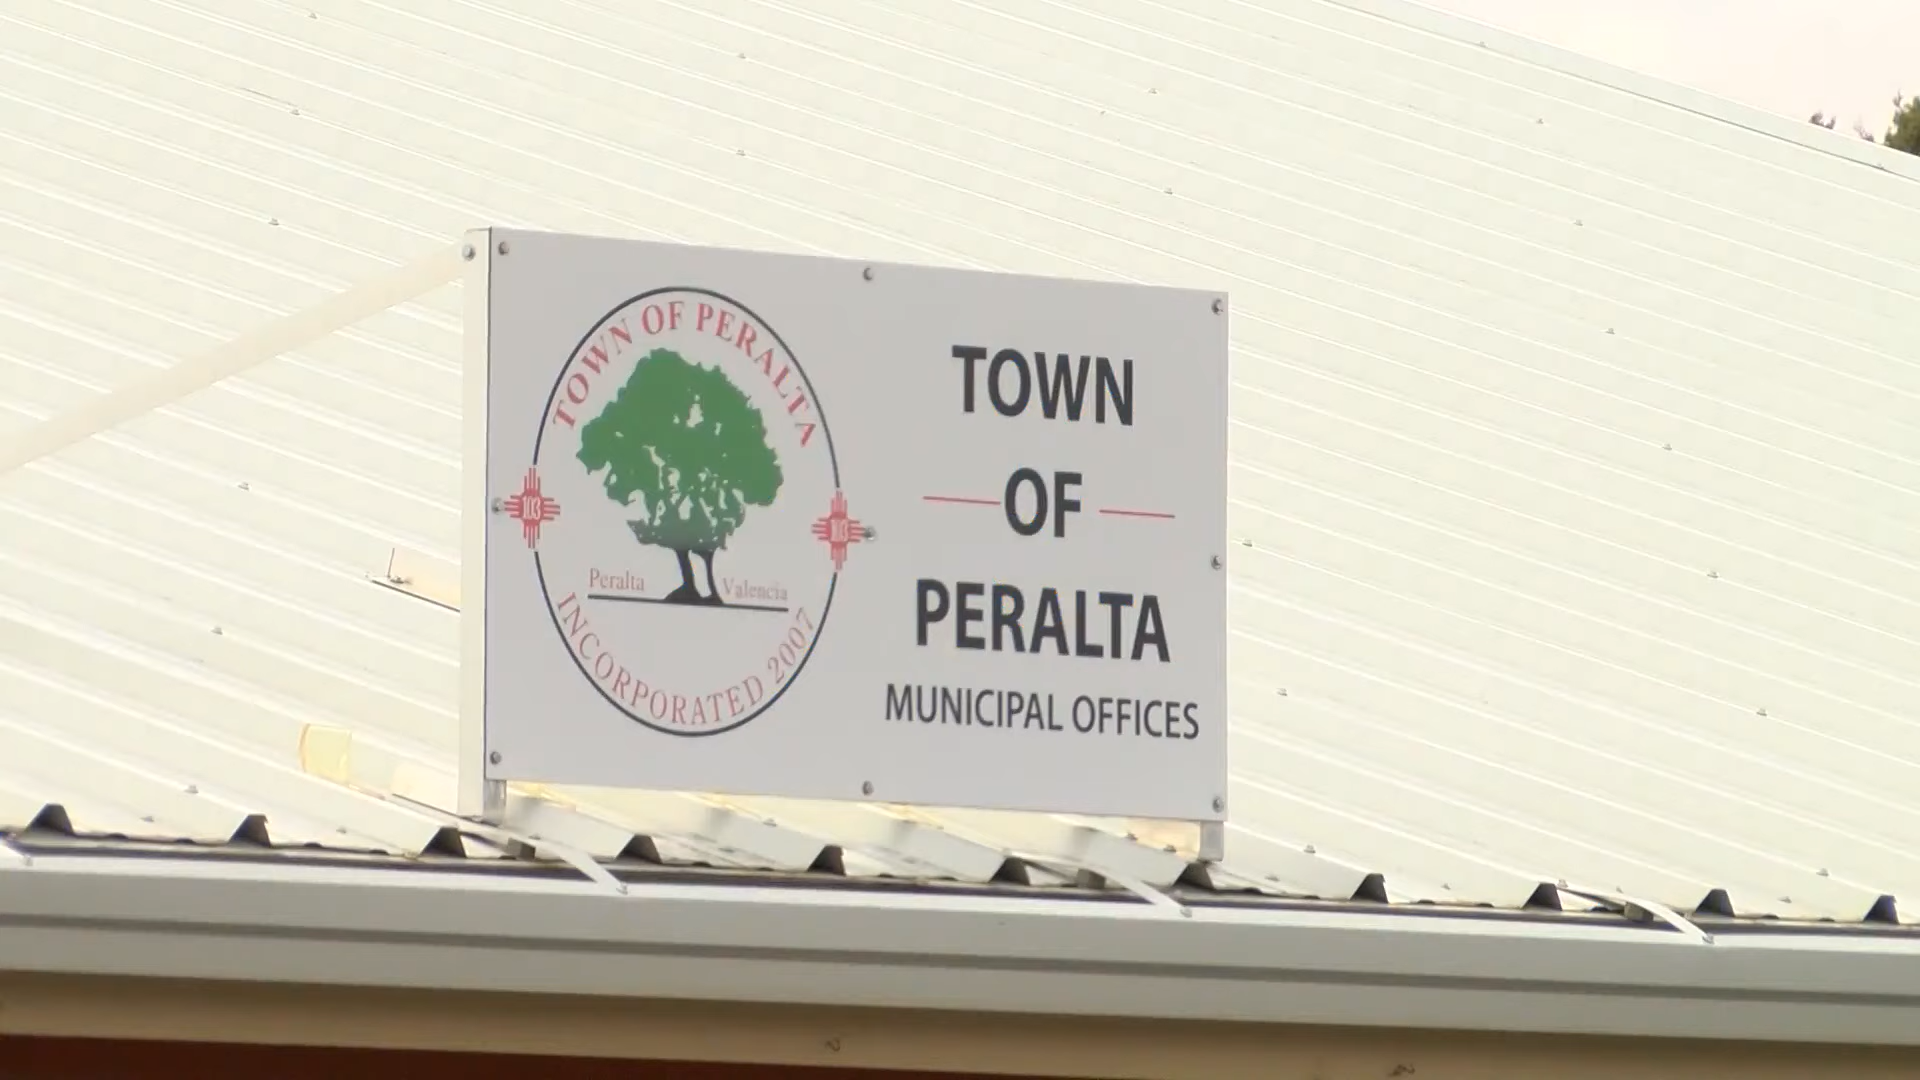 TOWN OF PERALTA
103
103
Peralta
Valencia
INCORPORATED 2007
TOWN
OF
PERALTA
MUNICIPAL OFFICES